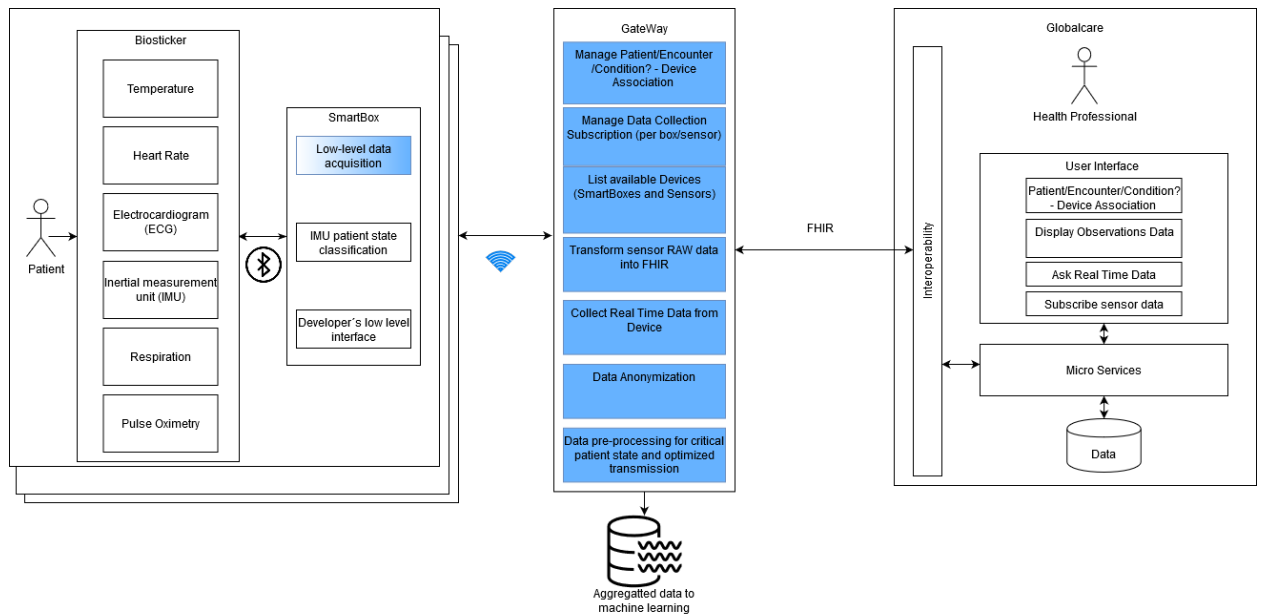 Biosticker
Temperature
Heart Rate
Electrocardiogram
(ECG)
Inertial measurement
unit (IMU)
Respiration
Pulse Oximetry
Patient
SmartBox
Low-level data
acquisition
IMU patient state
classification
Developer´s low level
interface
GateWay
Manage Patient/Encounter
/Condition? - Device
Association
Manage Data Collection
Subscription (per box/sensor)
List available Devices
(SmartBoxes and Sensors)
Transform sensor RAW data
into FHIR
Collect Real Time Data from
Device
Data Anonymization
Data pre-processing for critical
patient state and optimized
transmission
Aggregatted data to
machine learning
FHIR
Globalcare
Interoperability
Health Professional
User Interface
Patient/Encounter/Condition?
- Device Association
Display Observations Data
Ask Real Time Data
Subscribe sensor data
Micro Services
Data